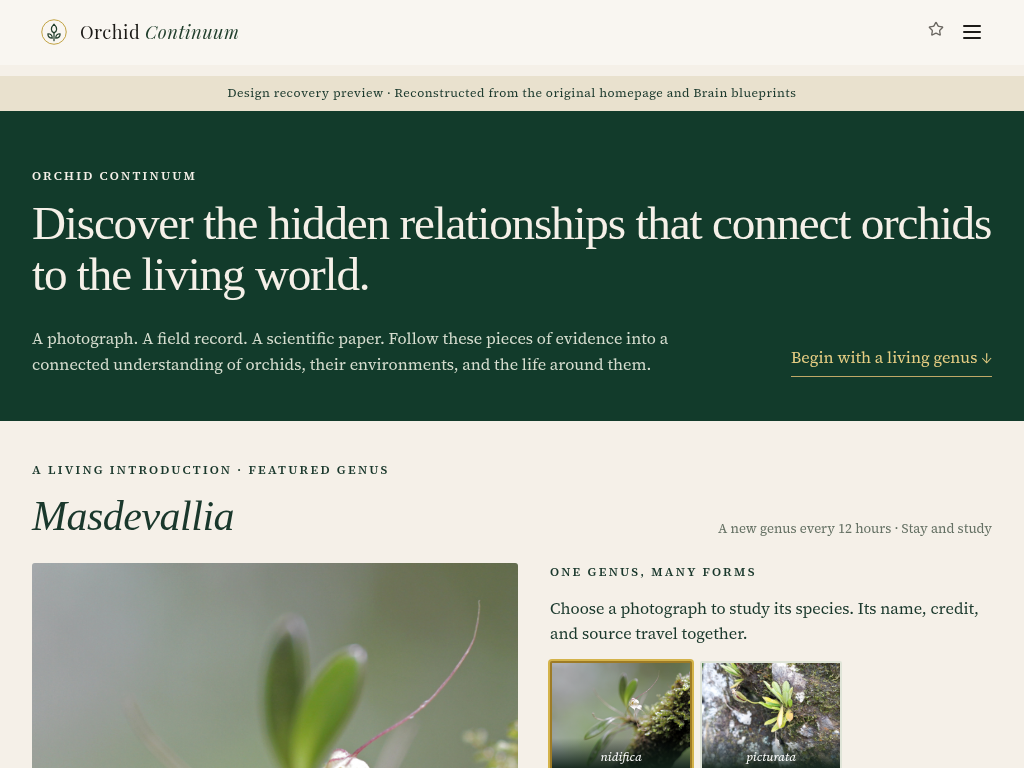 Orchid Continuum
Design recovery preview · Reconstructed from the original homepage and Brain blueprints
ORCHID CONTINUUM
Discover the hidden relationships that connect orchids
to the living world.
A photograph. A field record. A scientific paper. Follow these pieces of evidence into a
connected understanding of orchids, their environments, and the life around them.
Begin with a living genus ↓
A LIVING INTRODUCTION · FEATURED GENUS
Masdevallia
A new genus every 12 hours · Stay and study
ONE GENUS, MANY FORMS
Choose a photograph to study its species. Its name, credit,
and source travel together.
nidifica
picturata